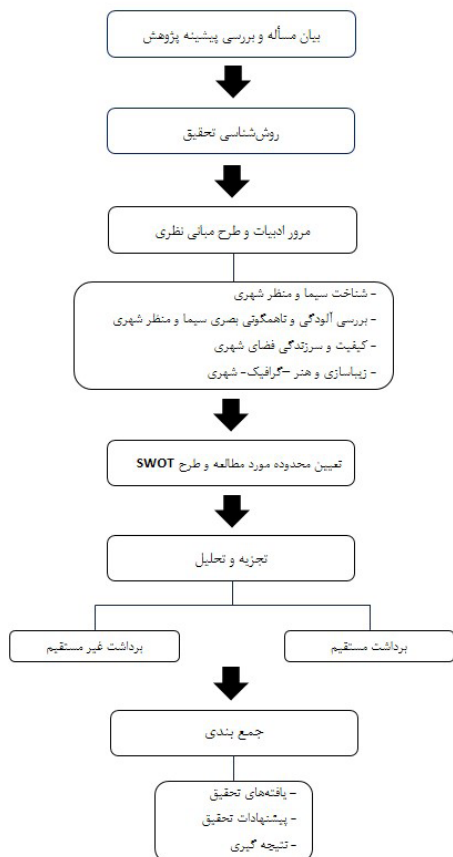 بیان مسأله و بررسی پیشینه پژوهش
روش‌شناسی تحقیق
مرور ادبیات و طرح مبانی نظری
- شناخت سیما و منظر شهری
- بررسی آلودگی و ناهمگونی بصری سیما و منظر شهری
- کیفیت و سرزندگی فضای شهری
- زیباسازی و هنر –گرافیک- شهری
تعیین محدوده مورد مطالعه و طرح SWOT
تجزیه و تحلیل
برداشت مستقیم
برداشت غیر مستقیم
جمع بندی
- یافته‌های تحقیق
- پیشنهادات تحقیق
- نتیجه گیری